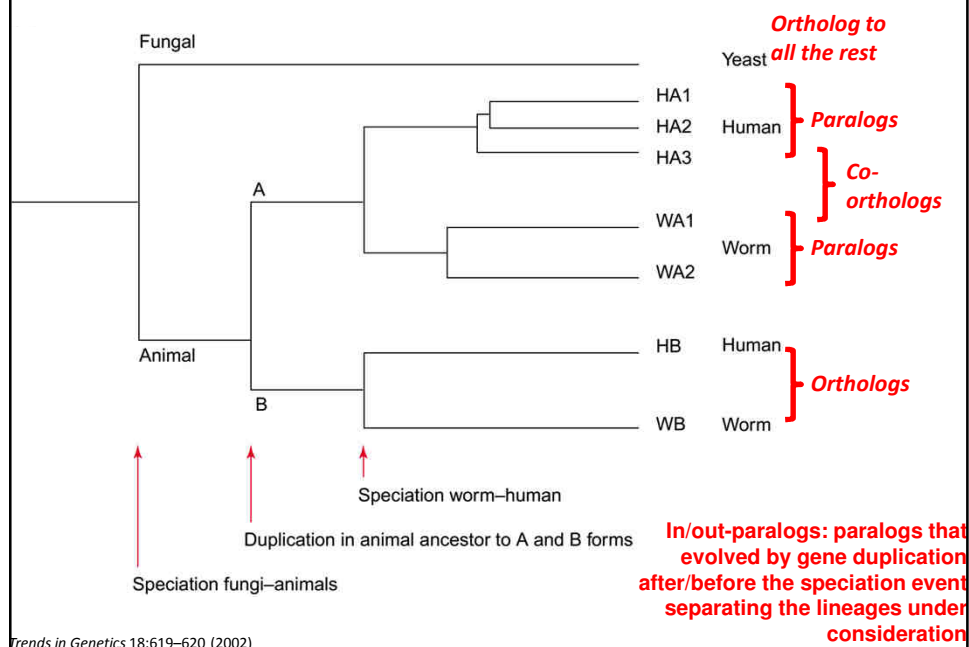 Ortholog to
all the rest
Fungal
Yeast
HA1
HA2
HA3
Human
Paralogs
Co-
orthologs
A
WA1
WA2
Worm
Paralogs
Animal
HB
Human
Orthologs
B
WB
Worm
Speciation worm–human
Duplication in animal ancestor to A and B forms
Speciation fungi–animals
In/out-paralogs: paralogs that
evolved by gene duplication
after/before the speciation event
separating the lineages under
consideration
Trends in Genetics 18:619–620 (2002)